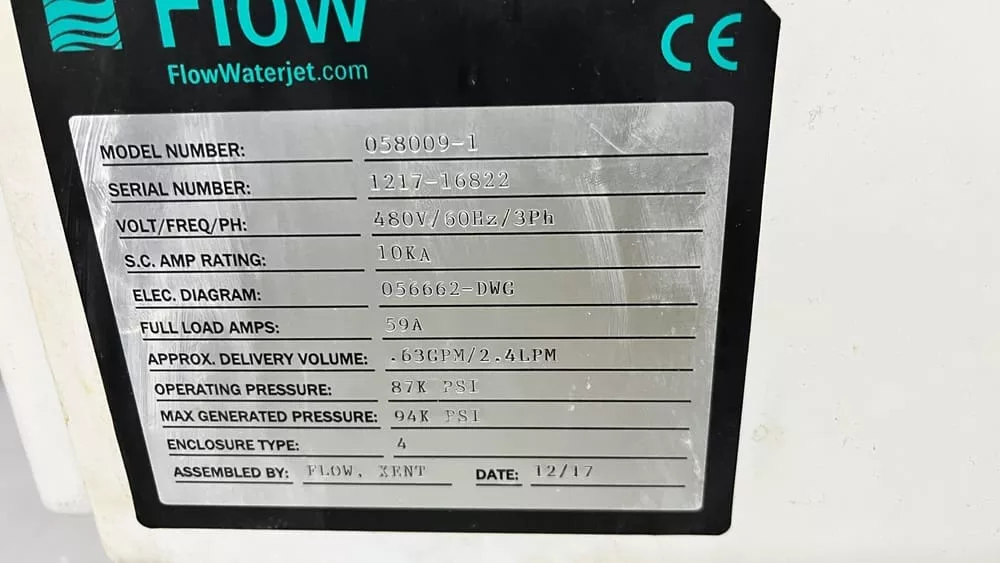 Flow
CE
FlowWaterjet.com
MODEL NUMBER: 058009-1
SERIAL NUMBER: 1217-16822
VOLT/FREQ/PH: 480V/60Hz/3Ph
S.C. AMP RATING: 10KA
ELEC. DIAGRAM: 056662-DWG
FULL LOAD AMPS: 59A
APPROX. DELIVERY VOLUME: .63GPM/2.4LPM
OPERATING PRESSURE: 87K PSI
MAX GENERATED PRESSURE: 94K PSI
ENCLOSURE TYPE: 4
ASSEMBLED BY: FLOW, KENT DATE: 12/17